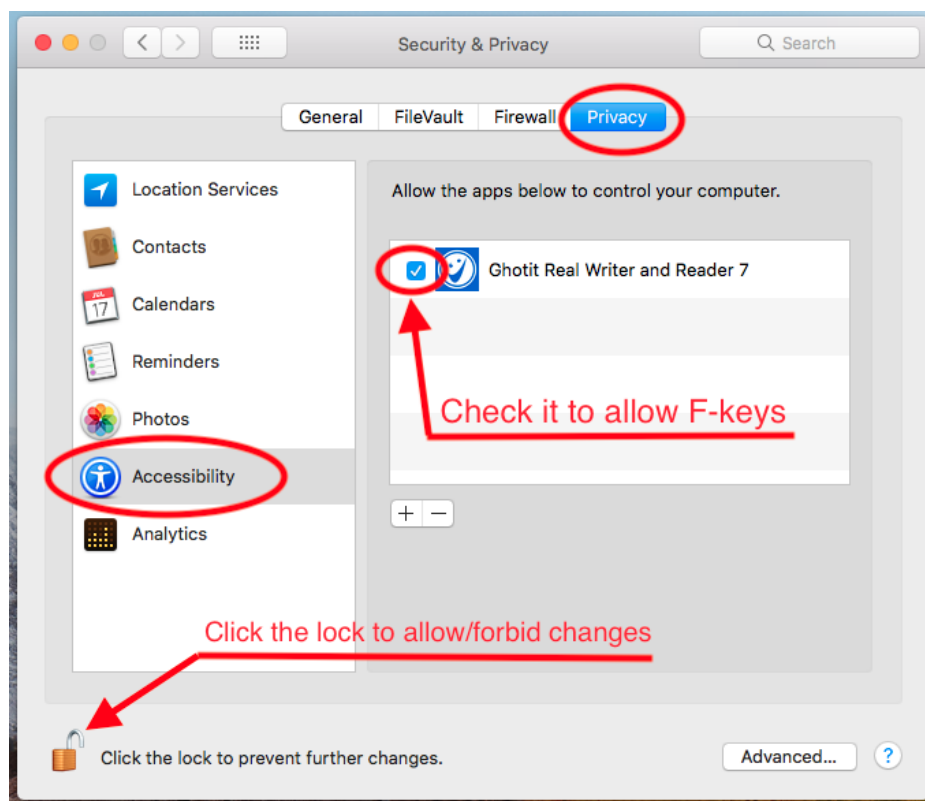 Security & Privacy
Search
General
FileVault
Firewall
Privacy
Location Services
Contacts
JUL
17
Calendars
Reminders
Photos
Accessibility
Analytics
Allow the apps below to control your computer.
Ghotit Real Writer and Reader 7
Check it to allow F-keys
+ −
Click the lock to allow/forbid changes
Click the lock to prevent further changes.
Advanced...
?